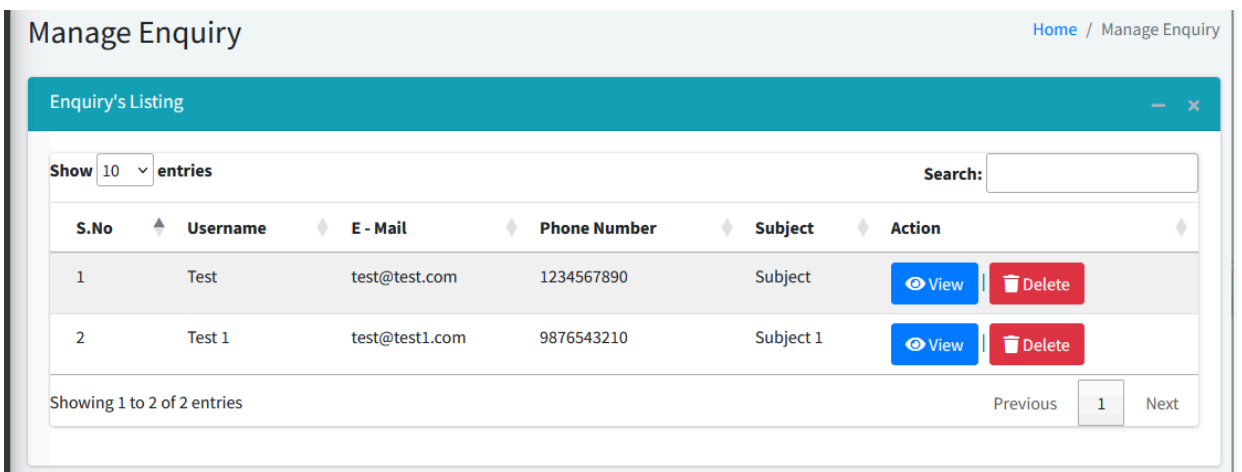 Manage Enquiry
Home / Manage Enquiry
Enquiry's Listing
Show 10 entries
Search:
S.No Username E - Mail Phone Number Subject Action
1 Test test@test.com 1234567890 Subject View | Delete
2 Test 1 test@test1.com 9876543210 Subject 1 View | Delete
Showing 1 to 2 of 2 entries
Previous 1 Next